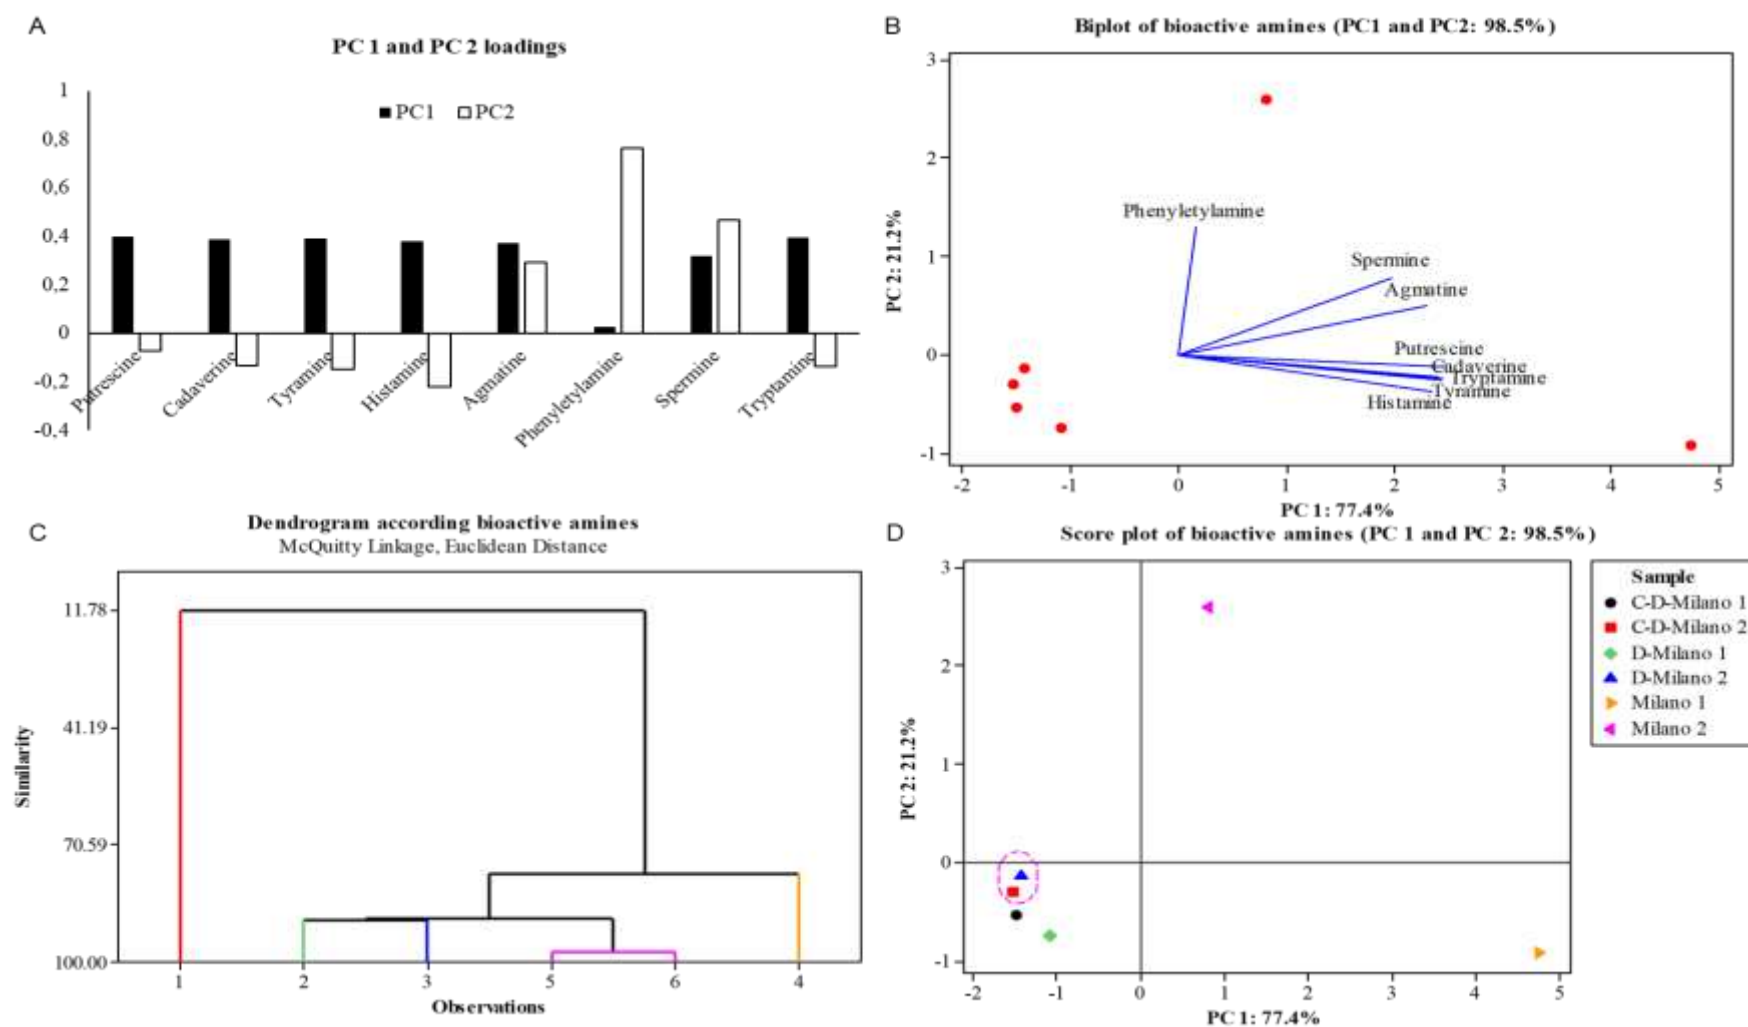 A
PC 1 and PC 2 loadings
PC1
PC2
1
0,8
0,6
0,4
0,2
0
-0,2
-0,4
Putrescine
Cadaverine
Tyramine
Histamine
Agmatine
Phenyletylamine
Spermine
Tryptamine
B
Biplot of bioactive amines (PC1 and PC2: 98.5%)
PC 2: 21.2%
3
2
1
0
-1
Phenyletylamine
Spermine
Agmatine
Putrescine
Cadaverine
Tryptamine
Tyramine
Histamine
-2
-1
0
1
2
3
4
5
PC 1: 77.4%
C
Dendrogram according bioactive amines
McQuitty Linkage, Euclidean Distance
Similarity
11.78
41.19
70.59
100.00
1
2
3
5
6
4
Observations
D
Score plot of bioactive amines (PC 1 and PC 2: 98.5%)
PC 2: 21.2%
3
2
1
0
-1
-2
-1
0
1
2
3
4
5
PC 1: 77.4%
Sample
C-D-Milano 1
C-D-Milano 2
D-Milano 1
D-Milano 2
Milano 1
Milano 2